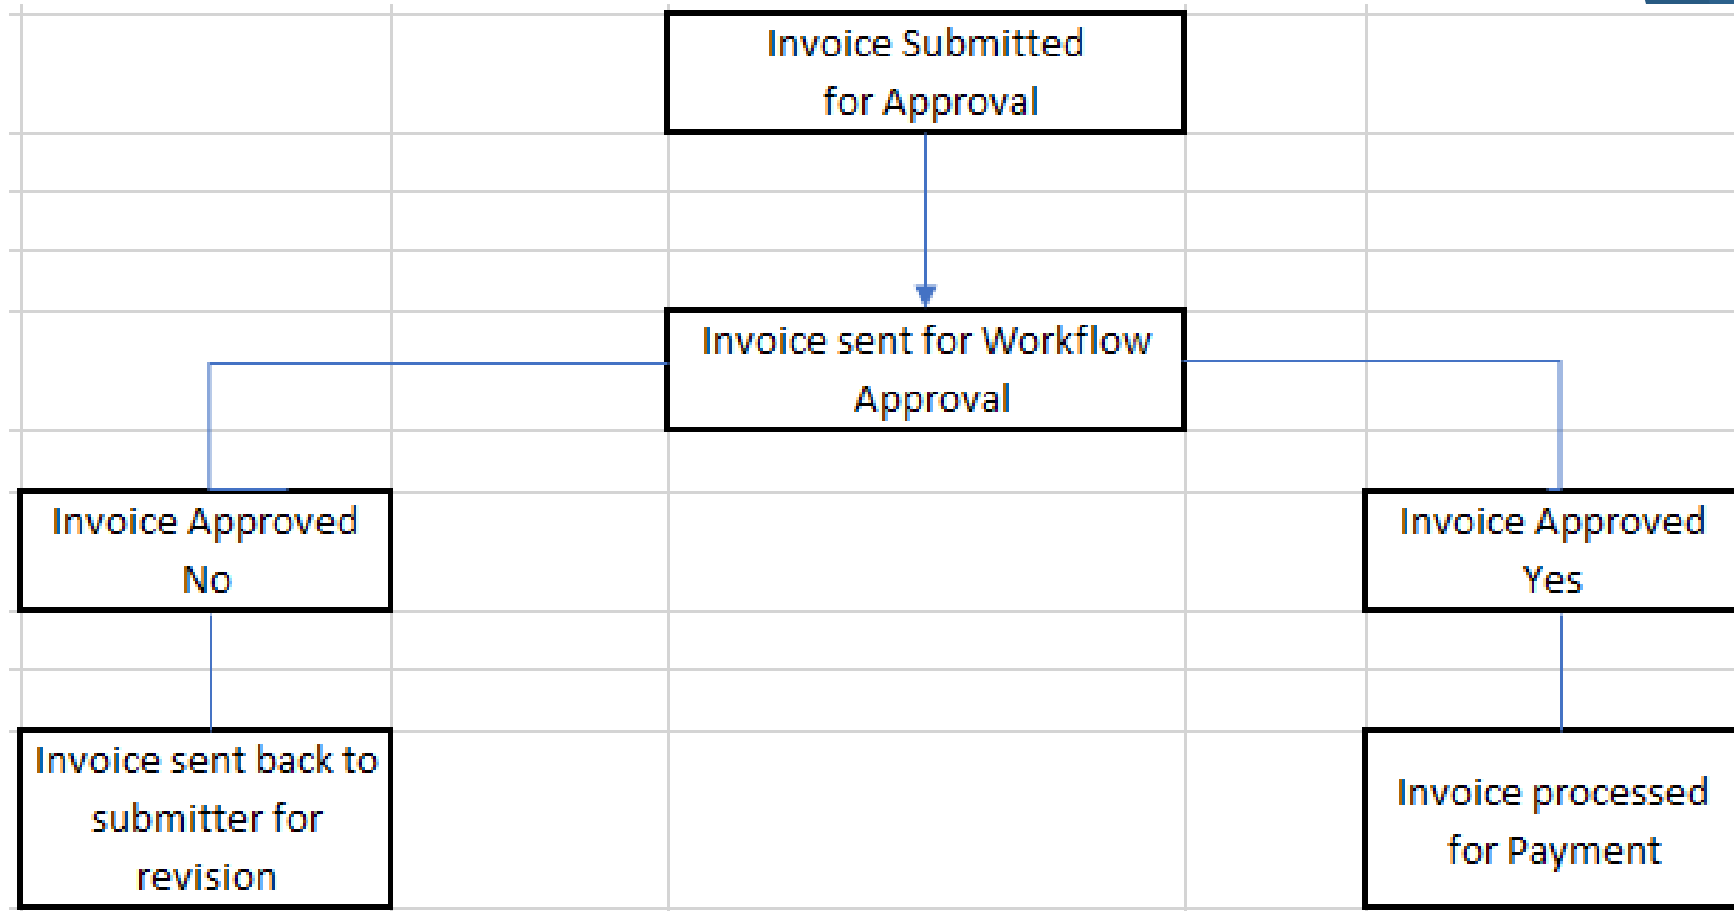 Invoice Submitted
for Approval
Invoice sent for Workflow
Approval
Invoice Approved
No
Invoice Approved
Yes
Invoice sent back to
submitter for
revision
Invoice processed
for Payment